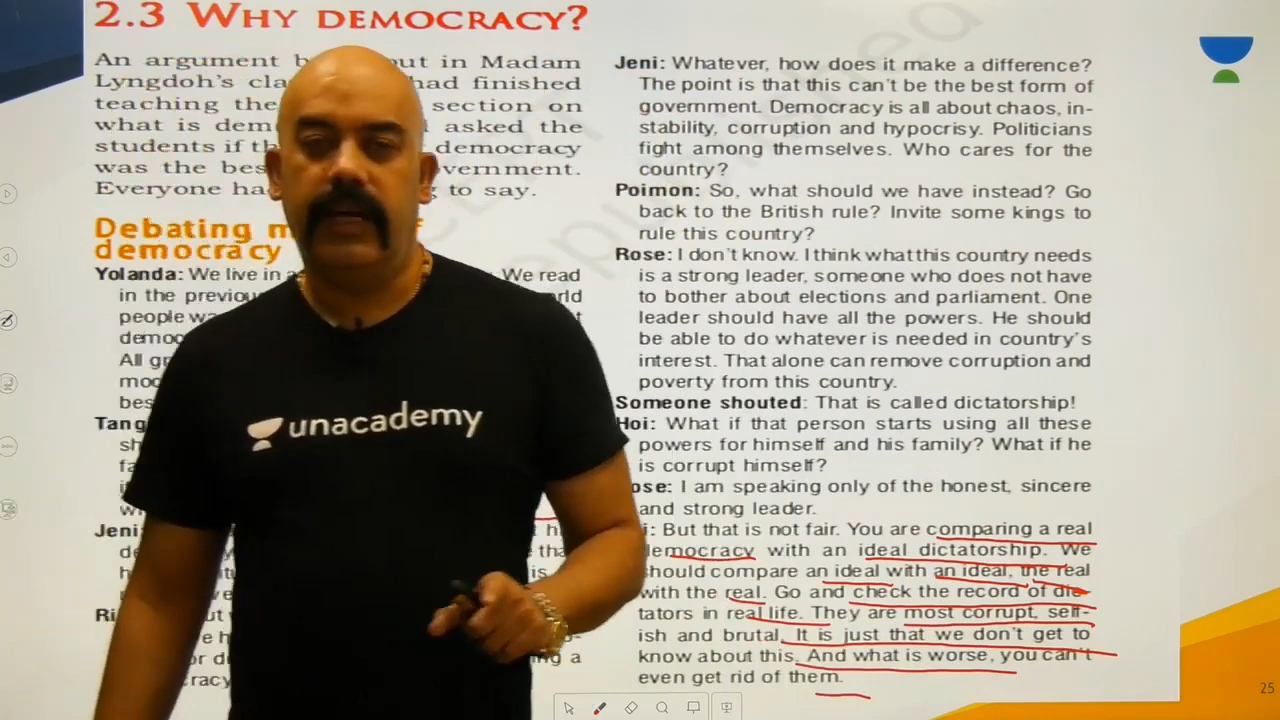 2.3 WHY DEMOCRACY?
An argument b out in Madam
Lyngdoh's cla had finished
teaching the section on
what is dem asked the
students if th democracy
was the bes vernment.
Everyone ha to say.
Debating m f
democracy
Yolanda: We live in a We read
in the previou rld
people wa t
democ
All gr
moc
bes
Tang
sh
fa
i
w
Jeni
de tha
h is
Ri ut
e h
or di ng a
racy
Jeni: Whatever, how does it make a difference?
The point is that this can't be the best form of
government. Democracy is all about chaos, in-
stability, corruption and hypocrisy. Politicians
fight among themselves. Who cares for the
country?
Poimon: So, what should we have instead? Go
back to the British rule? Invite some kings to
rule this country?
Rose: I don't know. I think what this country needs
is a strong leader, someone who does not have
to bother about elections and parliament. One
leader should have all the powers. He should
be able to do whatever is needed in country's
interest. That alone can remove corruption and
poverty from this country.
Someone shouted: That is called dictatorship!
Hoi: What if that person starts using all these
powers for himself and his family? What if he
is corrupt himself?
ose: I am speaking only of the honest, sincere
and strong leader.
i: But that is not fair. You are comparing a real
democracy with an ideal dictatorship. We
should compare an ideal with an ideal, the real
with the real. Go and check the record of dic-
tators in real life. They are most corrupt, self-
ish and brutal. It is just that we don't get to
know about this. And what is worse, you can't
even get rid of them.
unacademy
25